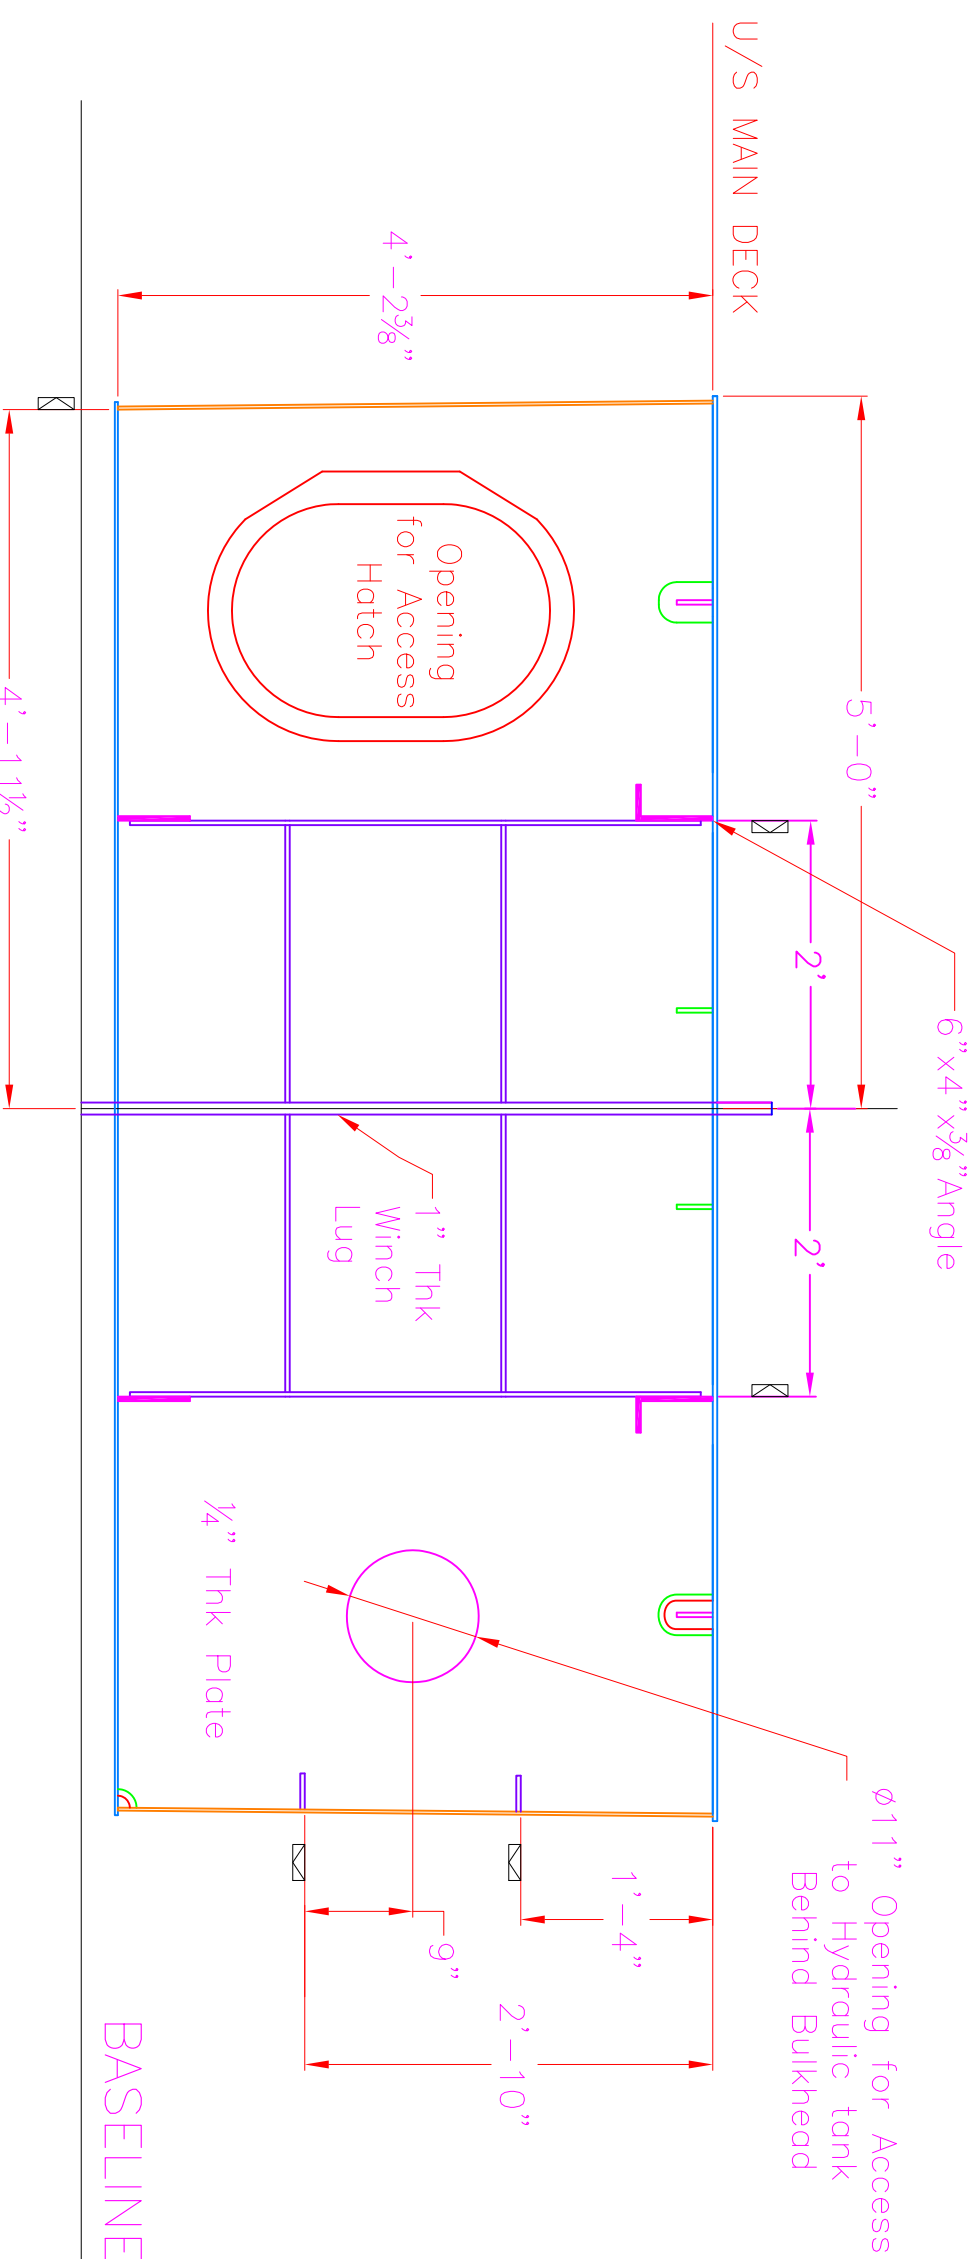 U/S MAIN DECK
4'-2⅜"
5'-0"
6"x4"x⅜"Angle
2'
2'
Opening
for Access
Hatch
1" Thk
Winch
Lug
4'-11½"
¼" Thk Plate
Ø11" Opening for Access
to Hydraulic tank
Behind Bulkhead
1'-4"
9"
2'-10"
BASELINE